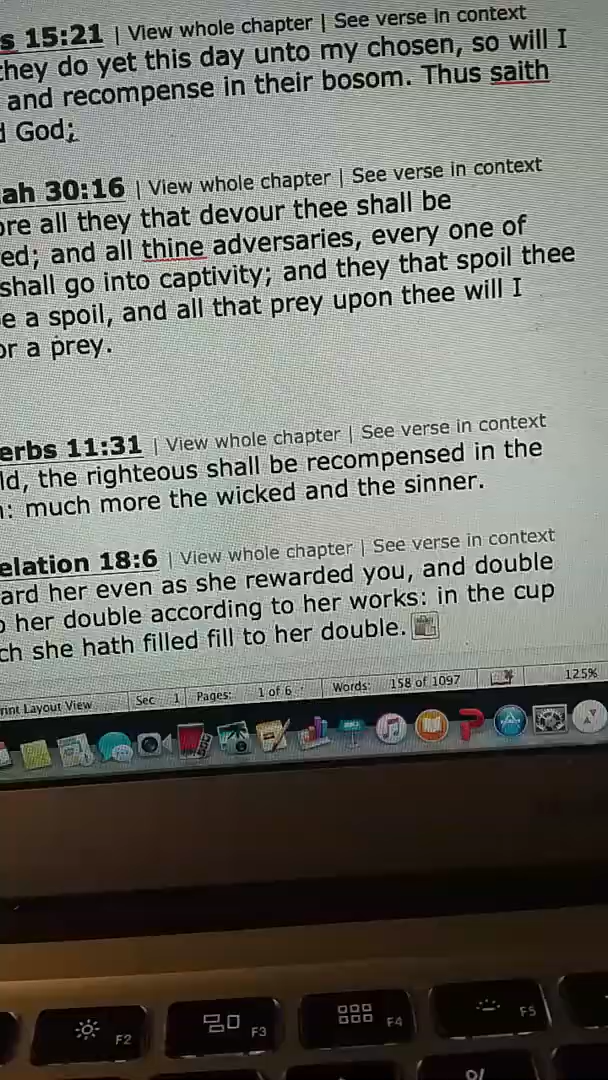 s 15:21 | View whole chapter | See verse in context
they do yet this day unto my chosen, so will I
and recompense in their bosom. Thus saith
d God;
ah 30:16 | View whole chapter | See verse in context
ore all they that devour thee shall be
ed; and all thine adversaries, every one of
shall go into captivity; and they that spoil thee
e a spoil, and all that prey upon thee will I
or a prey.
erbs 11:31 | View whole chapter | See verse in context
ld, the righteous shall be recompensed in the
: much more the wicked and the sinner.
elation 18:6 | View whole chapter | See verse in context
ard her even as she rewarded you, and double
o her double according to her works: in the cup
ch she hath filled fill to her double.
rint Layout View Sec 1 Pages: 1 of 6 Words: 158 of 1097 125%
F2 F3 F4 F5
%